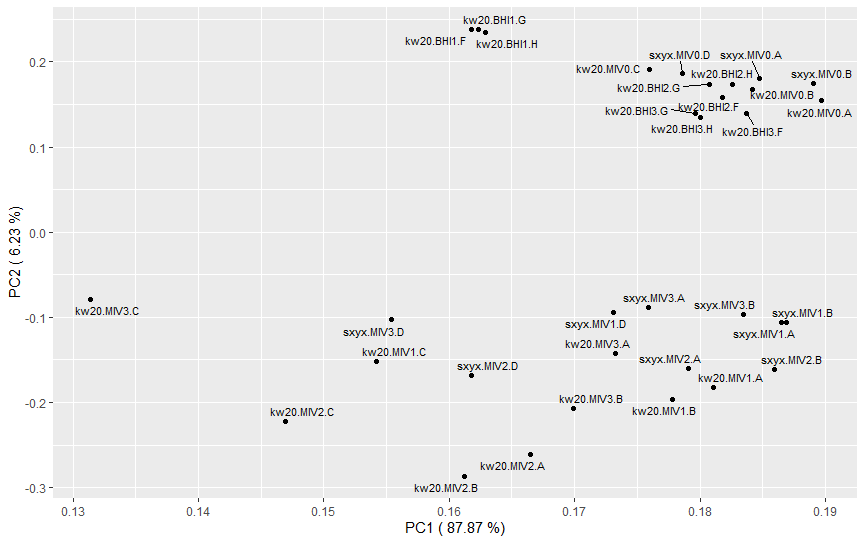 kw20.BHI1.G
kw20.BHI1.F
kw20.BHI1.H
sxyx.MIV0.D
sxyx.MIV0.A
kw20.MIV0.C
kw20.BHI2.H
sxyx.MIV0.B
kw20.BHI2.G
kw20.MIV0.B
kw20.BHI3.G
kw20.BHI2.F
kw20.MIV0.A
kw20.BHI3.H
kw20.BHI3.F
kw20.MIV3.C
sxyx.MIV3.A
sxyx.MIV3.B
sxyx.MIV1.B
sxyx.MIV3.D
sxyx.MIV1.D
sxyx.MIV1.A
kw20.MIV1.C
kw20.MIV3.A
sxyx.MIV2.D
sxyx.MIV2.A
sxyx.MIV2.B
kw20.MIV1.A
kw20.MIV2.C
kw20.MIV3.B
kw20.MIV1.B
kw20.MIV2.A
kw20.MIV2.B
0.2
0.1
0.0
-0.1
-0.2
-0.3
PC2 ( 6.23 %)
0.13 0.14 0.15 0.16 0.17 0.18 0.19
PC1 ( 87.87 %)